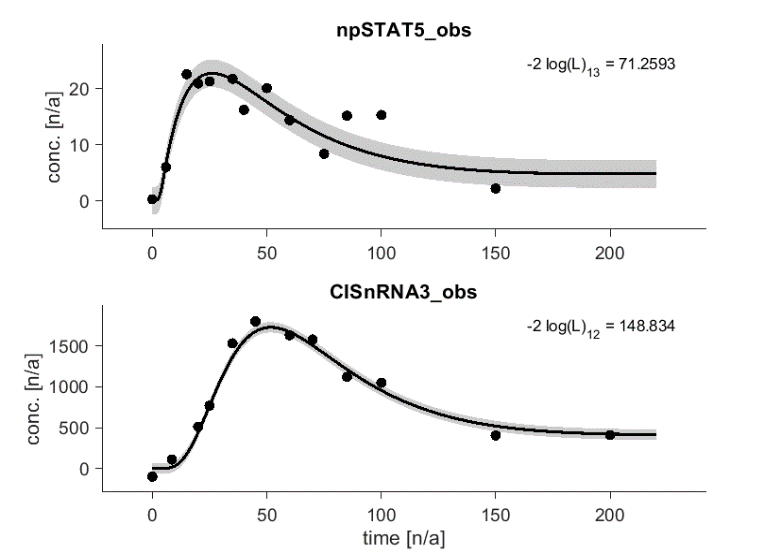 npSTAT5_obs
-2 log(L)13 = 71.2593
conc. [n/a]
20
10
0
0 50 100 150 200
CISnRNA3_obs
-2 log(L)12 = 148.834
conc. [n/a]
1500
1000
500
0
0 50 100 150 200
time [n/a]